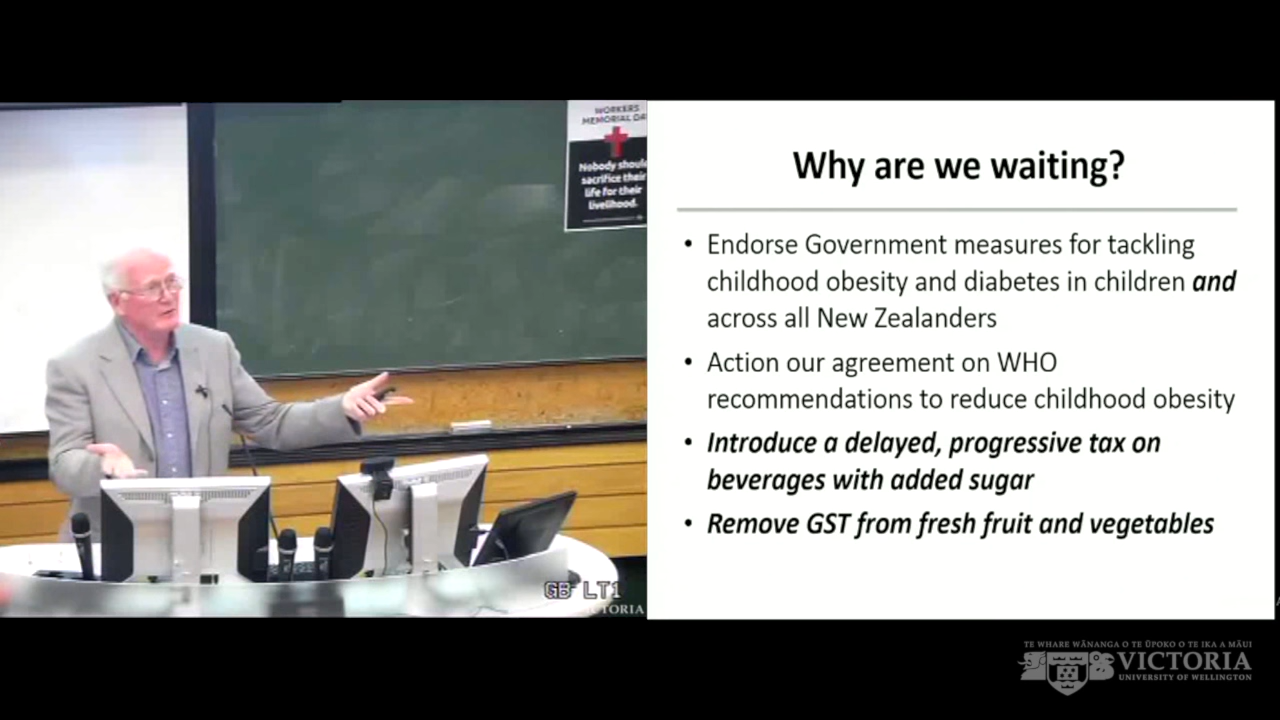 WORKERS
MEMORIAL DA
Nobody shoul
sacrifice their
life for their
livelihood.
GB LT1
TORIA
Why are we waiting?
• Endorse Government measures for tackling
childhood obesity and diabetes in children and
across all New Zealanders
• Action our agreement on WHO
recommendations to reduce childhood obesity
• Introduce a delayed, progressive tax on
beverages with added sugar
• Remove GST from fresh fruit and vegetables
TE WHARE WĀNANGA O TE ŪPOKO O TE IKA A MĀUI
VICTORIA
UNIVERSITY OF WELLINGTON